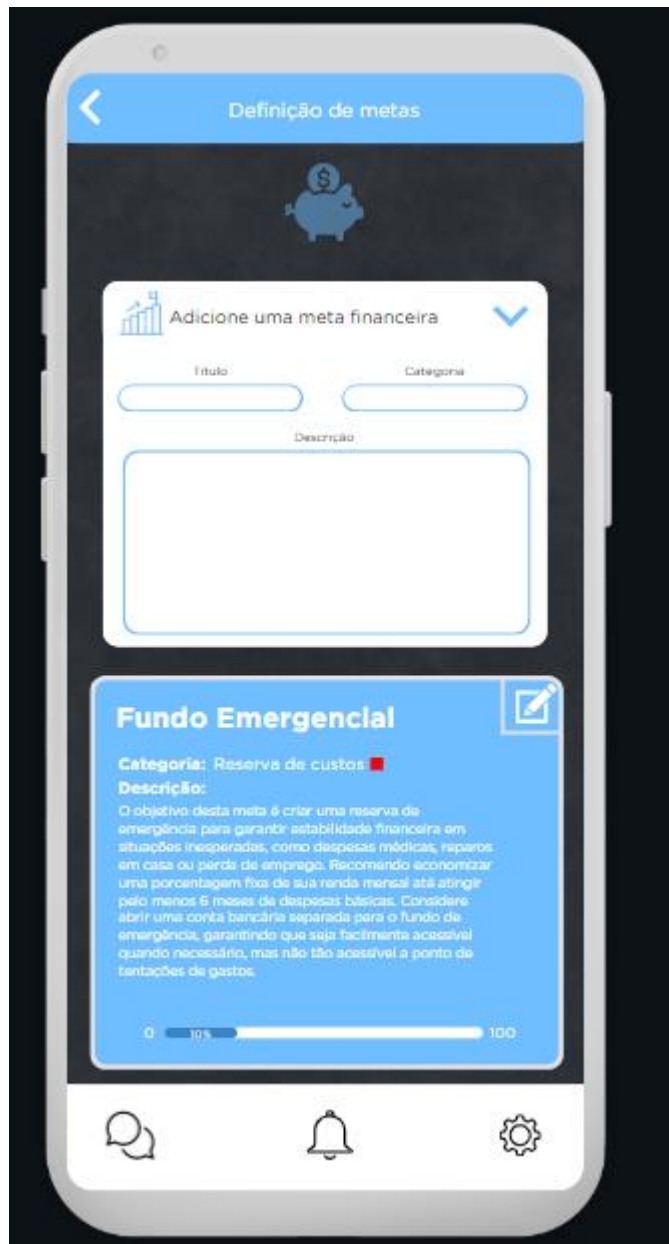 Definição de metas
$
Adicione uma meta financeira
Título Categoria
Descrição
Fundo Emergencial
Categoria: Reserva de custos
Descrição:
O objetivo desta meta é criar uma reserva de
emergência para garantir estabilidade financeira em
situações inesperadas, como despesas médicas, reparos
em casa ou perda de emprego. Recomendo economizar
uma porcentagem fixa de sua renda mensal até atingir
pelo menos 6 meses de despesas básicas. Considere
abrir uma conta bancária separada para o fundo de
emergência, garantindo que seja facilmente acessível
quando necessário, mas não tão acessível a ponto de
tentações de gastos.
0 10% 100